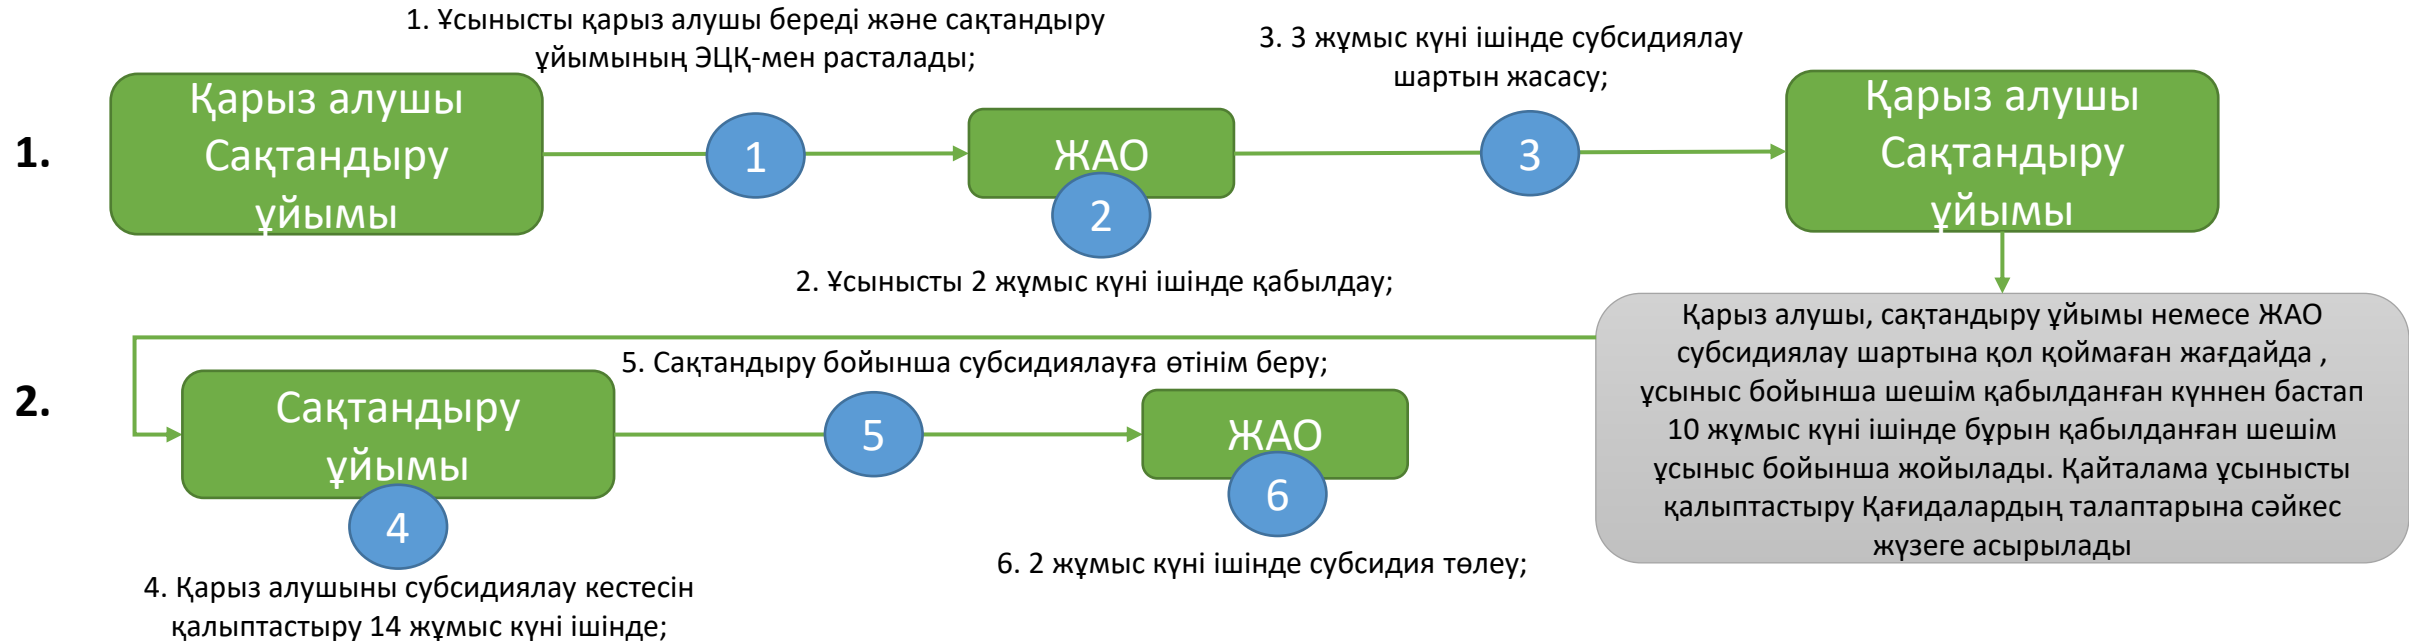 1. Ұсынысты қарыз алушы береді және сақтандыру
ұйымының ЭЦҚ-мен расталады;
3. 3 жұмыс күні ішінде субсидиялау
шартын жасасу;
1.
Қарыз алушы
Сақтандыру
ұйымы
1
ЖАО
2
3
Қарыз алушы
Сақтандыру
ұйымы
2. Ұсынысты 2 жұмыс күні ішінде қабылдау;
Қарыз алушы, сақтандыру ұйымы немесе ЖАО
субсидиялау шартына қол қоймаған жағдайда ,
ұсыныс бойынша шешім қабылданған күннен бастап
10 жұмыс күні ішінде бұрын қабылданған шешім
ұсыныс бойынша жойылады. Қайталама ұсынысты
қалыптастыру Қағидалардың талаптарына сәйкес
жүзеге асырылады
2.
5. Сақтандыру бойынша субсидиялауға өтінім беру;
Сақтандыру
ұйымы
4
5
ЖАО
6
6. 2 жұмыс күні ішінде субсидия төлеу;
4. Қарыз алушыны субсидиялау кестесін
қалыптастыру 14 жұмыс күні ішінде;